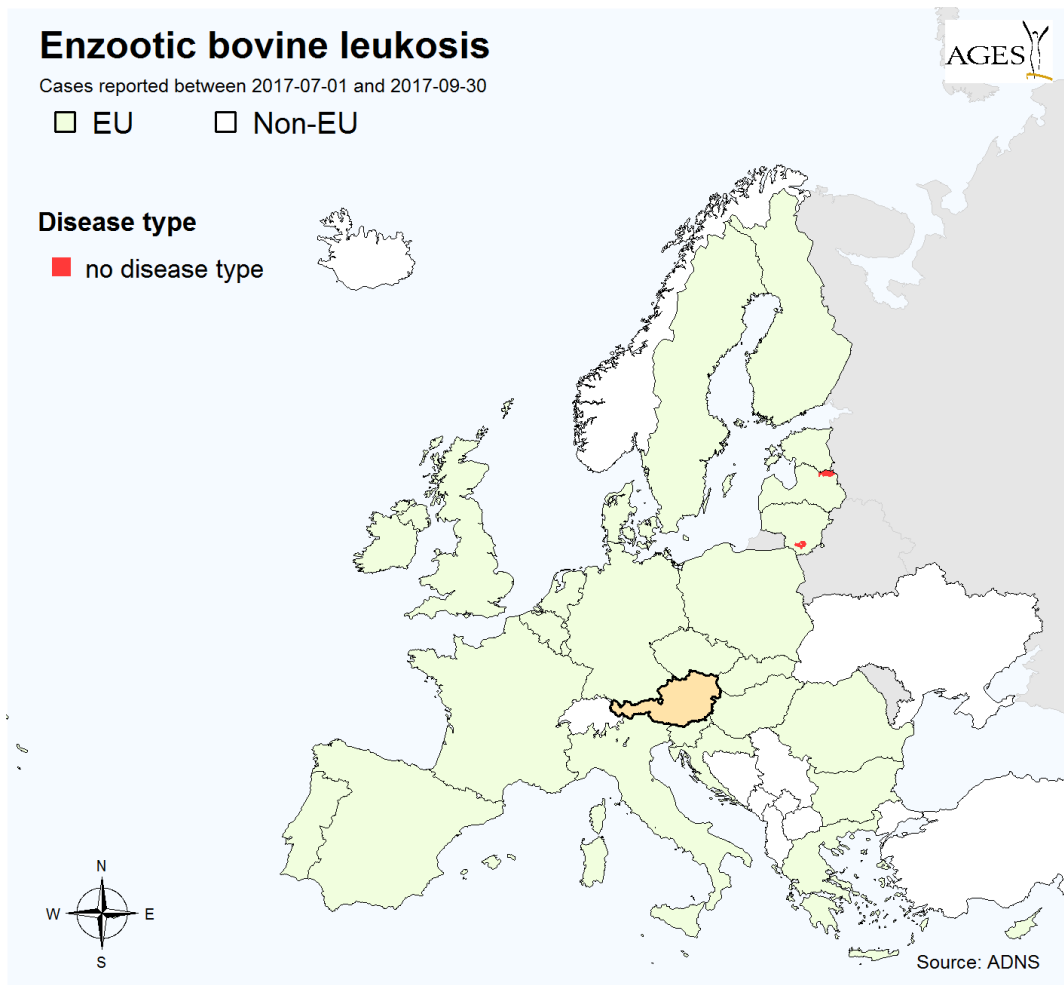 Enzootic bovine leukosis
Cases reported between 2017-07-01 and 2017-09-30
EU Non-EU
AGES
Disease type
no disease type
N
W E
S
Source: ADNS